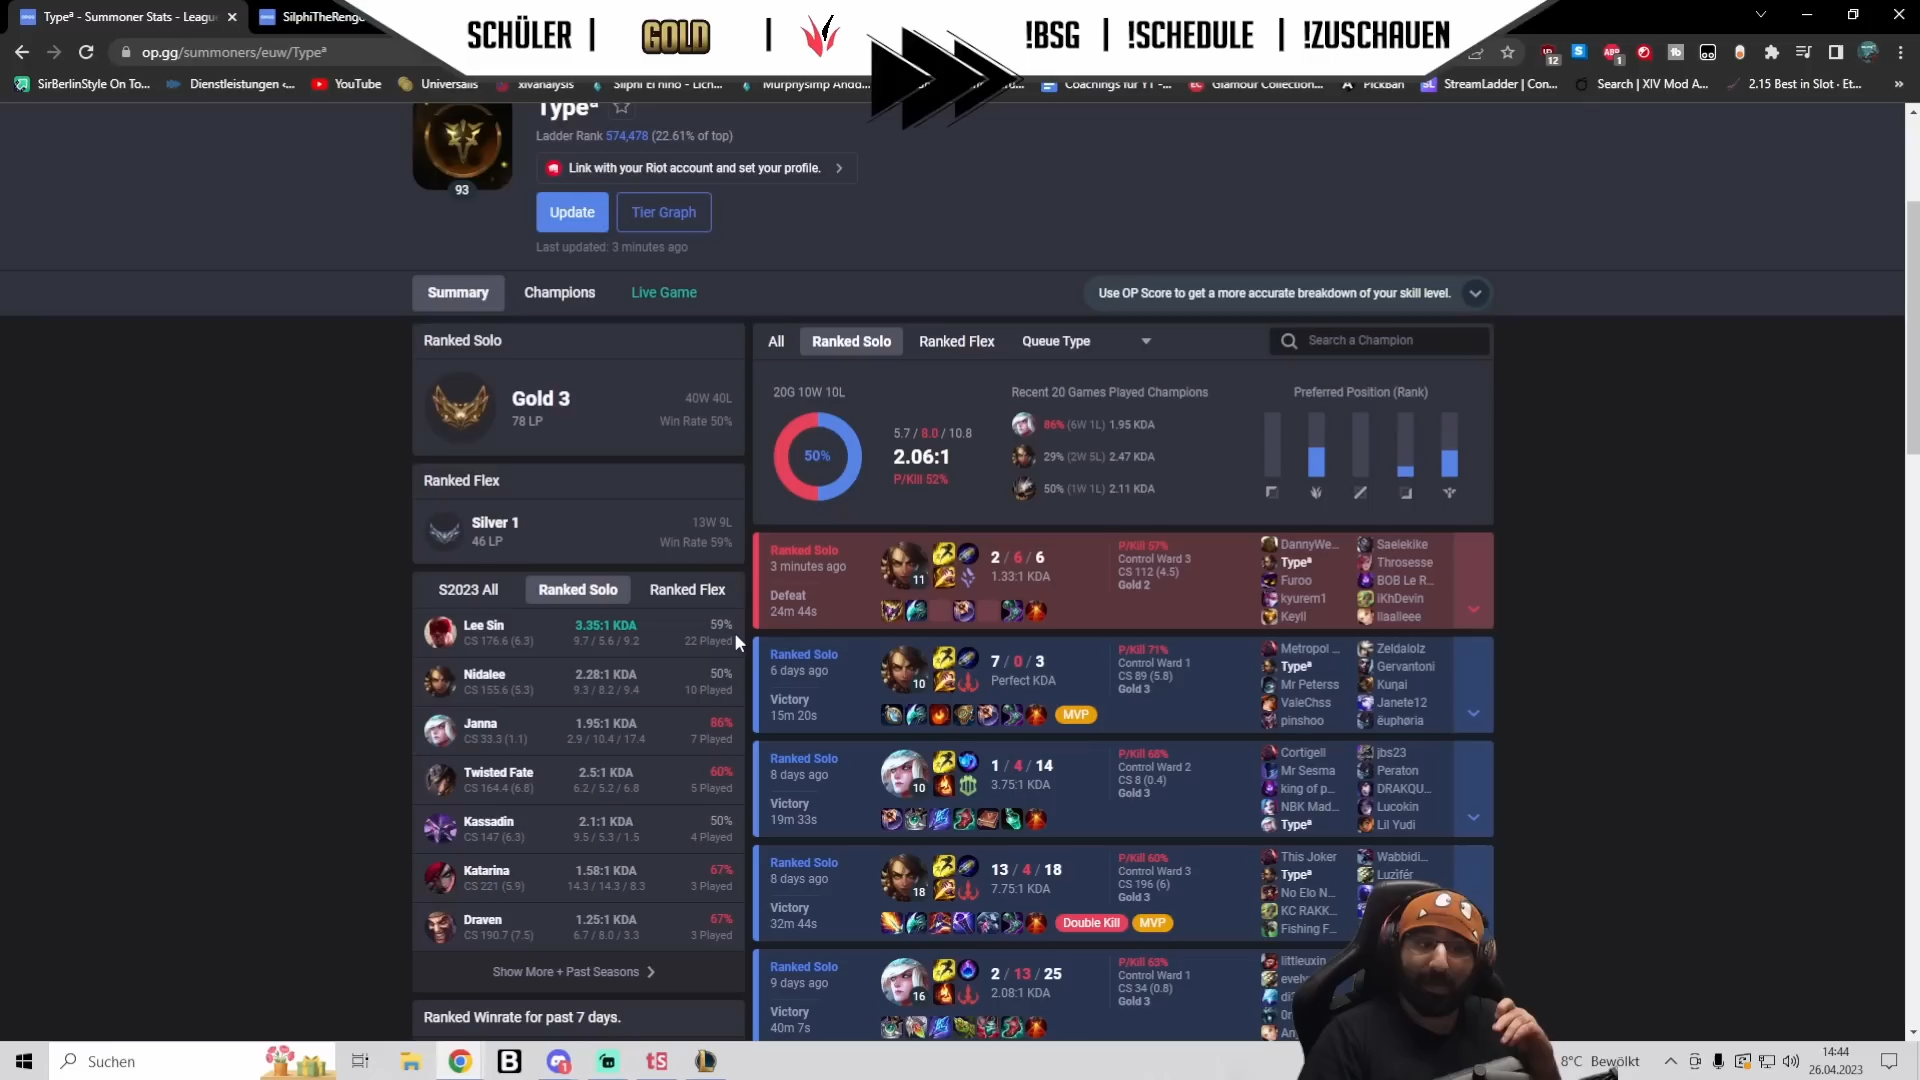 Type ª - Summoner Stats - Leagu
SilphiTheRengo
SCHÜLER | GOLD | !BSG | !SCHEDULE | !ZUSCHAUEN
op.gg/summoners/euw/Typeª
SirBerlinStyle On To...
Dienstleistungen <...
YouTube
Universalis
xivanalysis
Coachings für YT -...
Glamour Collection...
Pickban
StreamLadder | Con...
Search | XIV Mod A...
2.15 Best in Slot - Et...
Typeª
Ladder Rank 574,478 (22.61% of top)
Link with your Riot account and set your profile.
93
Update
Tier Graph
Last updated: 3 minutes ago
Summary
Champions
Live Game
Use OP Score to get a more accurate breakdown of your skill level.
Ranked Solo
Gold 3
78 LP
40W 40L
Win Rate 50%
Ranked Flex
Silver 1
46 LP
13W 9L
Win Rate 59%
S2023 All
Ranked Solo
Ranked Flex
Lee Sin 3.35:1 KDA 59%
CS 176.6 (6.3) 9.7 / 5.6 / 9.2 22 Played
Nidalee 2.28:1 KDA 50%
CS 155.6 (5.3) 9.3 / 8.2 / 9.4 10 Played
Janna 1.95:1 KDA 86%
CS 33.3 (1.1) 2.9 / 10.4 / 17.4 7 Played
Twisted Fate 2.5:1 KDA 60%
CS 164.4 (6.8) 6.2 / 5.2 / 6.8 5 Played
Kassadin 2.1:1 KDA 50%
CS 147 (6.3) 9.5 / 5.3 / 1.5 4 Played
Katarina 1.58:1 KDA 67%
CS 221 (5.9) 14.3 / 14.3 / 8.3 3 Played
Draven 1.25:1 KDA 67%
CS 190.7 (7.5) 6.7 / 8.0 / 3.3 3 Played
Show More + Past Seasons
Ranked Winrate for past 7 days.
All
Ranked Solo
Ranked Flex
Queue Type
Search a Champion
20G 10W 10L
50%
5.7 / 8.0 / 10.8
2.06:1
P/Kill 52%
Recent 20 Games Played Champions
86% (6W 1L) 1.95 KDA
29% (2W 5L) 2.47 KDA
50% (1W 1L) 2.11 KDA
Preferred Position (Rank)
Ranked Solo
3 minutes ago
Defeat
24m 44s
11
2 / 6 / 6
1.33:1 KDA
P/Kill 57%
Control Ward 3
CS 112 (4.5)
Gold 2
DannyWe... Saelekike
Typeª Throsesse
Furoo BOB Le R...
kyurem1 iKhDevin
Keyll
Ranked Solo
6 days ago
Victory
15m 20s
10
7 / 0 / 3
Perfect KDA
MVP
P/Kill 71%
Control Ward 1
CS 89 (5.8)
Gold 3
Metropol ... Zeldalolz
Typeª Gervantoni
Mr Peterss Kunai
ValeChss Janete12
pinshoo ëuphøria
Ranked Solo
8 days ago
Victory
19m 33s
10
1 / 4 / 14
3.75:1 KDA
P/Kill 68%
Control Ward 2
CS 8 (0.4)
Gold 3
Cortigell jbs23
Mr Sesma Peraton
king of p... DRAKQU...
NBK Mad... Lucokin
Typeª Lil Yudi
Ranked Solo
8 days ago
Victory
32m 44s
18
13 / 4 / 18
7.75:1 KDA
Double Kill
MVP
P/Kill 60%
Control Ward 3
CS 196 (6)
Gold 3
This Joker Wabbidi...
Typeª Luzifér
No Elo N...
KC RAKK...
Fishing F...
Ranked Solo
9 days ago
Victory
40m 7s
16
2 / 13 / 25
2.08:1 KDA
P/Kill 63%
Control Ward 1
CS 34 (0.8)
Gold 3
littleuxin
Suchen
8°C Bewölkt
14:44
26.04.2023